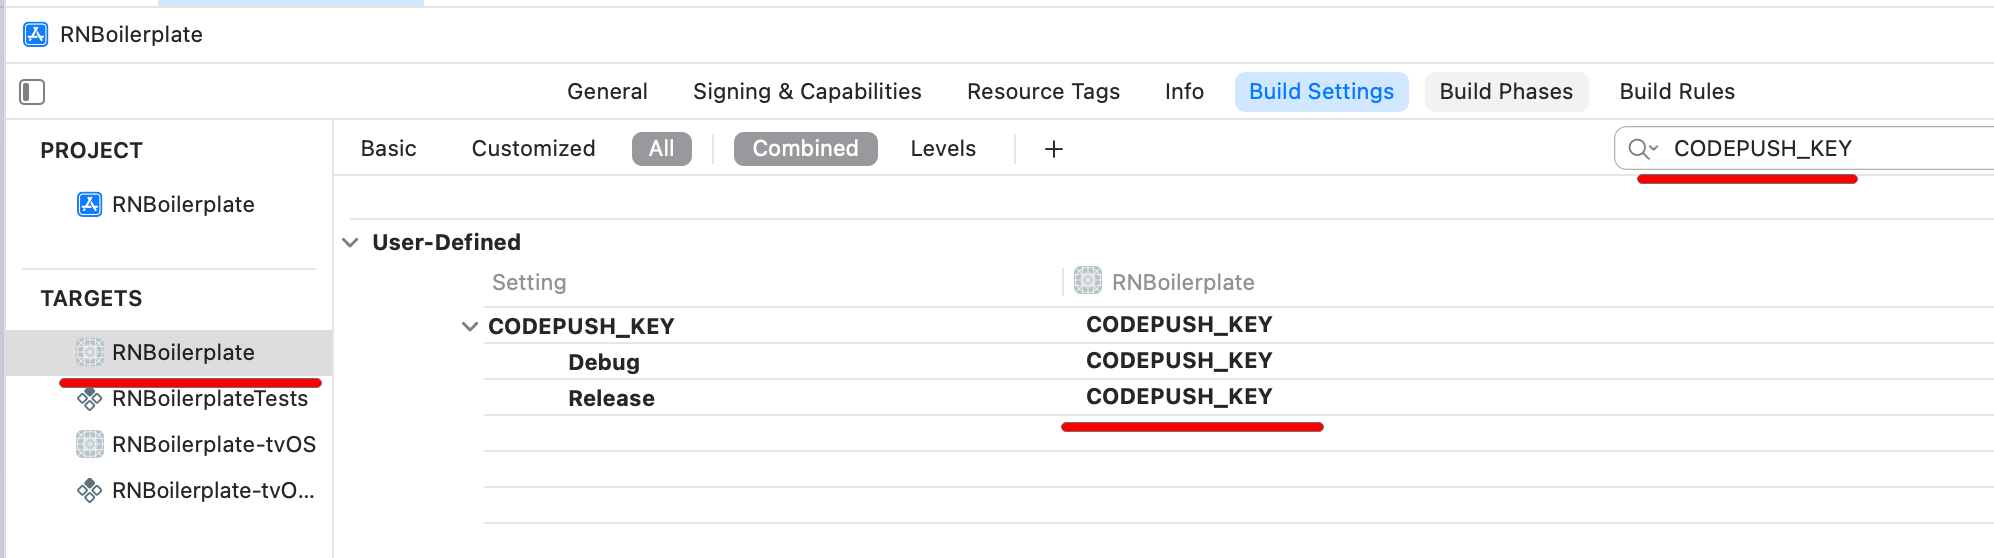 RNBoilerplate
General Signing & Capabilities Resource Tags Info Build Settings Build Phases Build Rules
PROJECT
RNBoilerplate
TARGETS
RNBoilerplate
RNBoilerplateTests
RNBoilerplate-tvOS
RNBoilerplate-tvO...
Basic Customized All Combined Levels + CODEPUSH_KEY
User-Defined
Setting RNBoilerplate
CODEPUSH_KEY CODEPUSH_KEY
Debug CODEPUSH_KEY
Release CODEPUSH_KEY